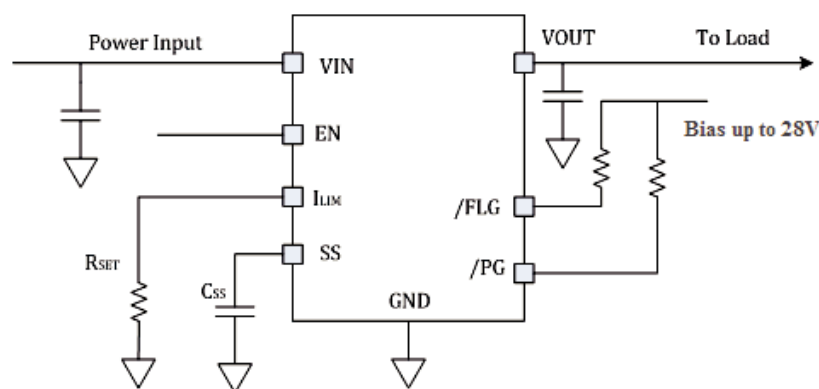 Power Input
VIN
VOUT
To Load
EN
Bias up to 28V
ILIM
/FLG
RSET
SS
/PG
CSS
GND